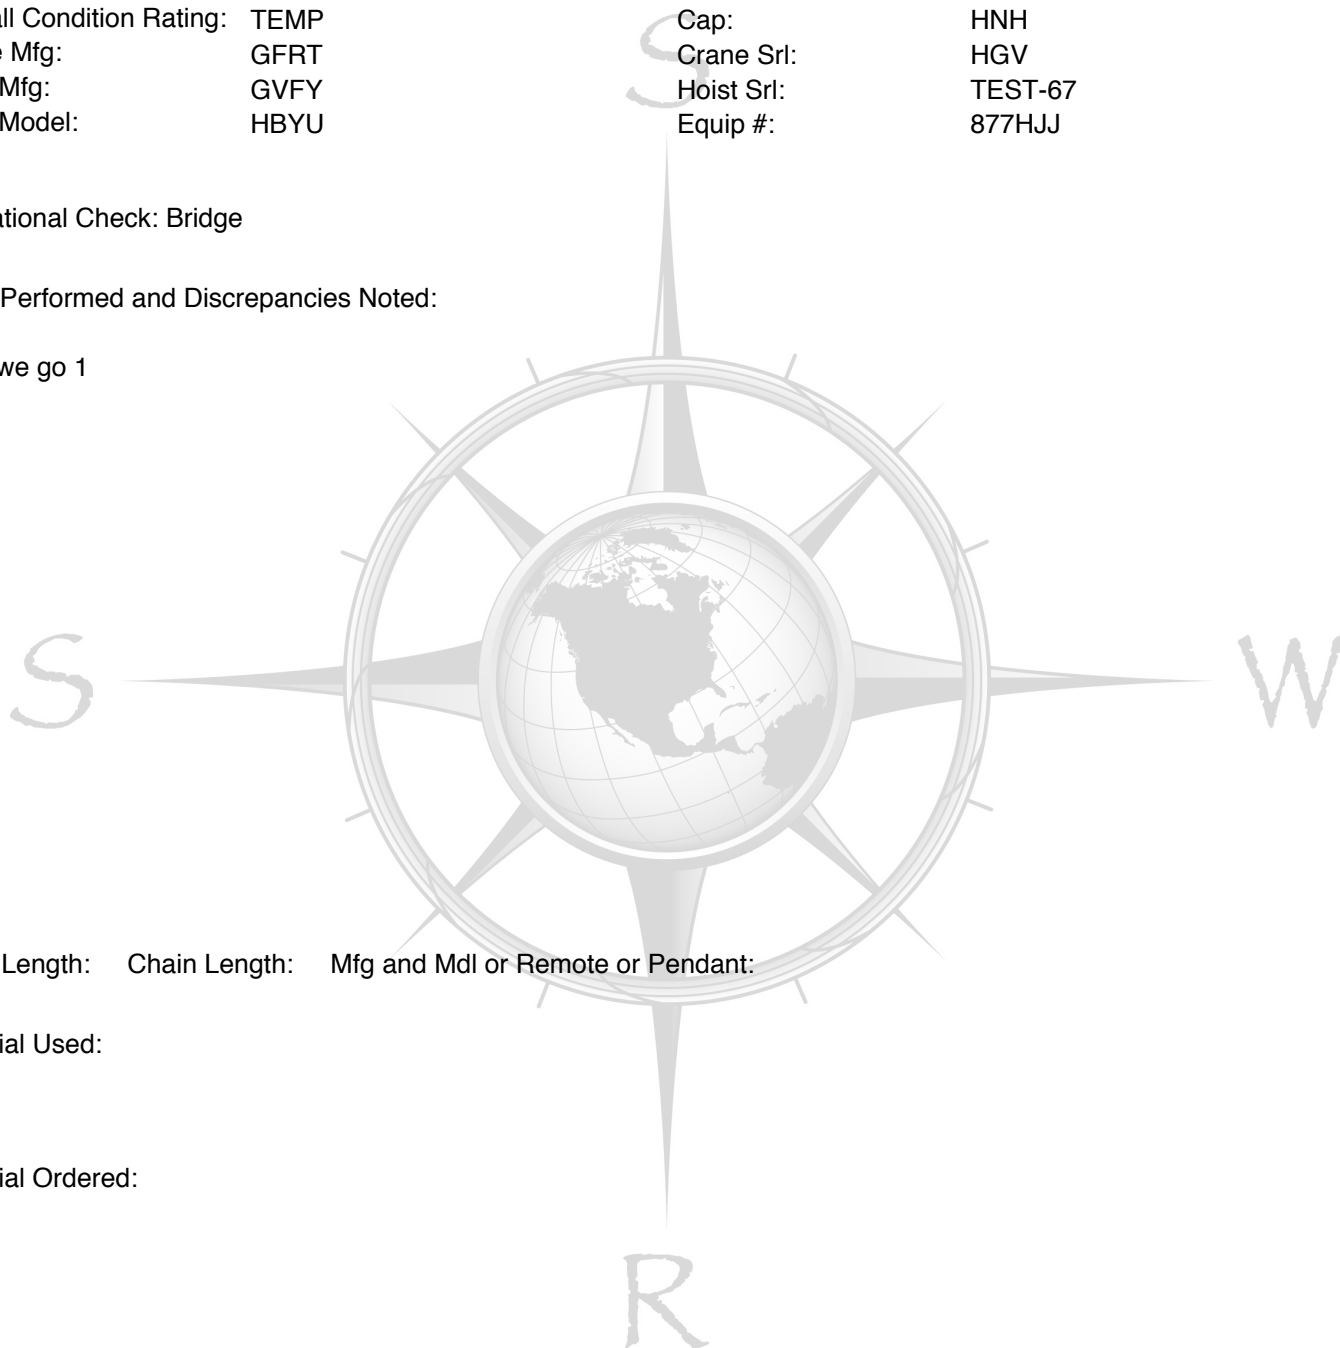 all Condition Rating: TEMP Cap: HNH
e Mfg: GFRT Crane Srl: HGV
Mfg: GVFY Hoist Srl: TEST-67
Model: HBYU Equip #: 877HJJ
ational Check: Bridge
Performed and Discrepancies Noted:
we go 1
Length: Chain Length: Mfg and Mdl or Remote or Pendant:
ial Used:
ial Ordered:
S
S
W
R